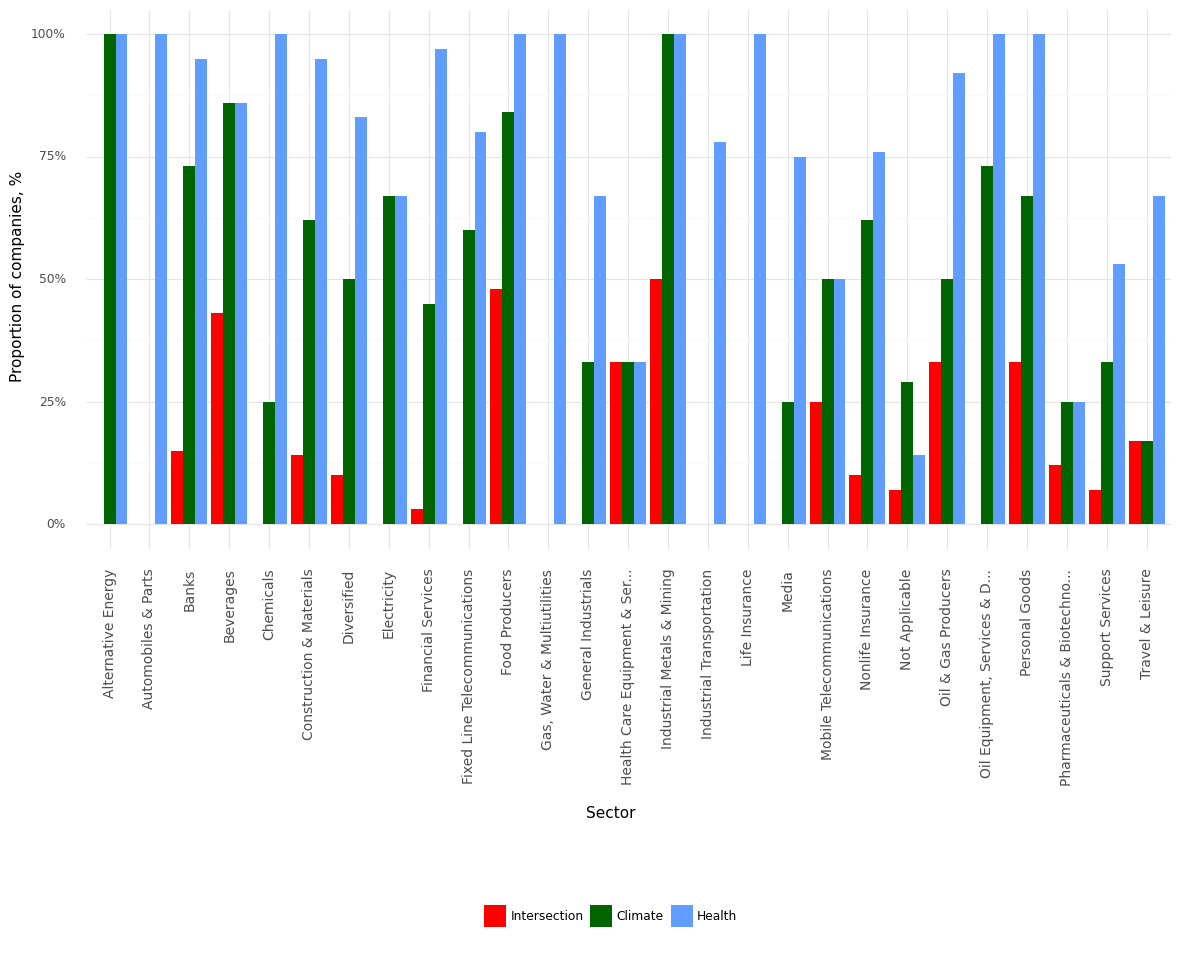 Proportion of companies, %
100%
75%
50%
25%
0%
Alternative Energy
Automobiles & Parts
Banks
Beverages
Chemicals
Construction & Materials
Diversified
Electricity
Financial Services
Fixed Line Telecommunications
Food Producers
Gas, Water & Multiutilities
General Industrials
Health Care Equipment & Ser...
Industrial Metals & Mining
Industrial Transportation
Life Insurance
Media
Mobile Telecommunications
Nonlife Insurance
Not Applicable
Oil & Gas Producers
Oil Equipment, Services & D...
Personal Goods
Pharmaceuticals & Biotechno...
Support Services
Travel & Leisure
Sector
Intersection Climate Health